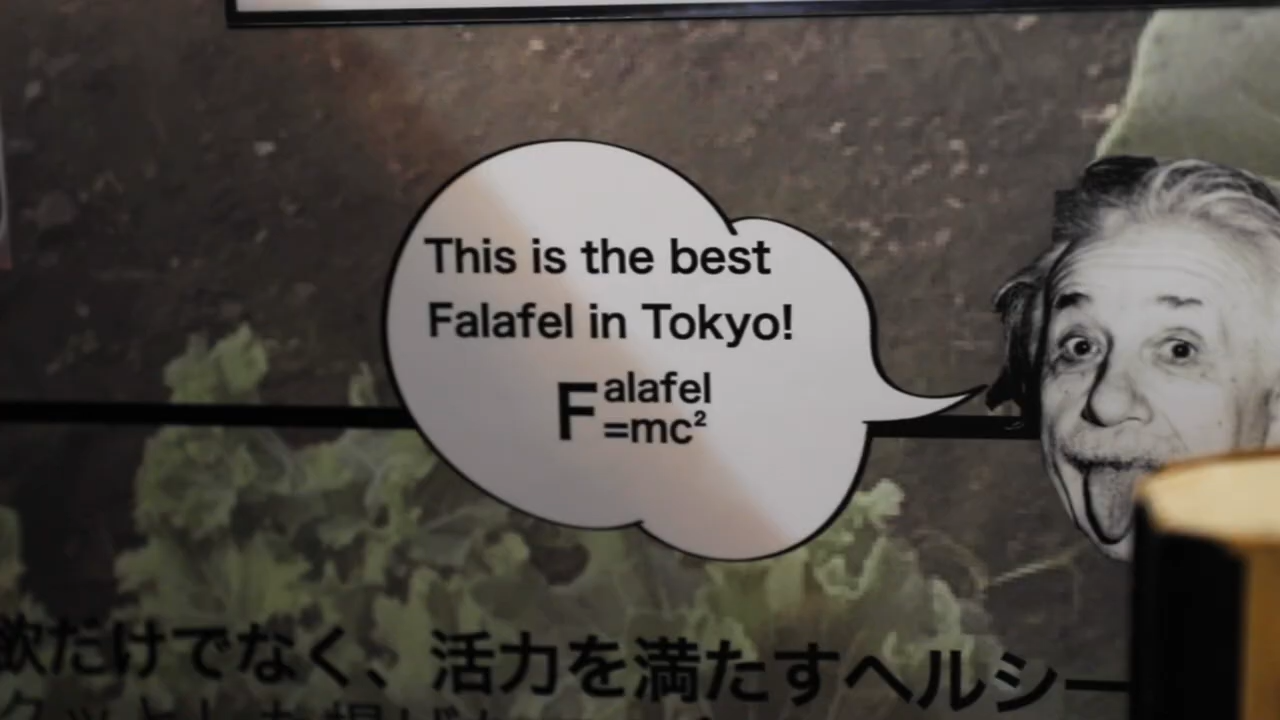 This is the best
Falafel in Tokyo!
Falafel
=mc²
欲だけでなく、活力を満たすヘルシー